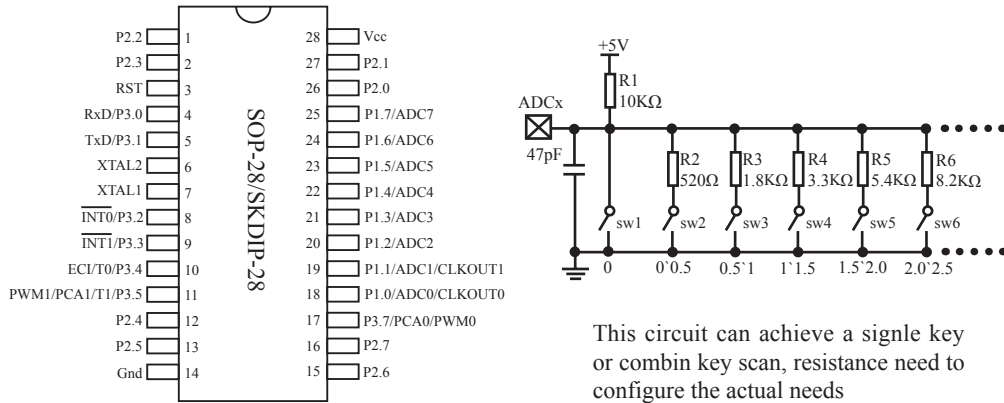 P2.2 1
P2.3 2
RST 3
RxD/P3.0 4
TxD/P3.1 5
XTAL2 6
XTAL1 7
INT0/P3.2 8
INT1/P3.3 9
ECI/T0/P3.4 10
PWM1/PCA1/T1/P3.5 11
P2.4 12
P2.5 13
Gnd 14
SOP-28/SKDIP-28
28 Vcc
27 P2.1
26 P2.0
25 P1.7/ADC7
24 P1.6/ADC6
23 P1.5/ADC5
22 P1.4/ADC4
21 P1.3/ADC3
20 P1.2/ADC2
19 P1.1/ADC1/CLKOUT1
18 P1.0/ADC0/CLKOUT0
17 P3.7/PCA0/PWM0
16 P2.7
15 P2.6
+5V
R1
10KΩ
ADCx
47pF
R2 R3 R4 R5 R6
520Ω 1.8KΩ 3.3KΩ 5.4KΩ 8.2KΩ
sw1 sw2 sw3 sw4 sw5 sw6
0 0`0.5 0.5`1 1`1.5 1.5`2.0 2.0`2.5
This circuit can achieve a signle key
or combin key scan, resistance need to
configure the actual needs